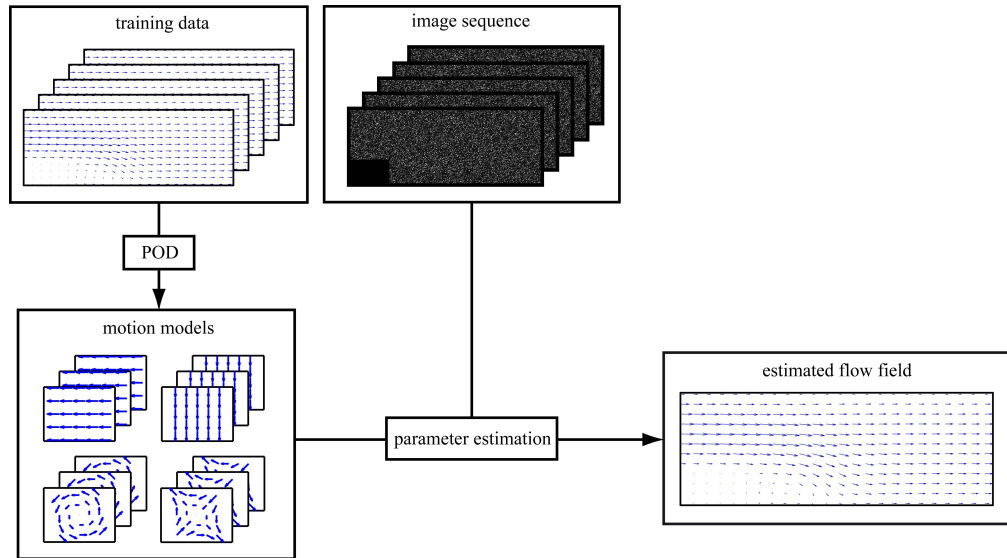 training data
image sequence
POD
motion models
parameter estimation
estimated flow field